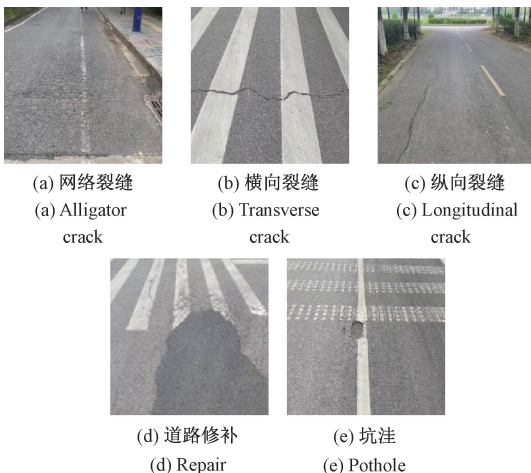 (a) 网络裂缝
(a) Alligator
crack
(b) 横向裂缝
(b) Transverse
crack
(c) 纵向裂缝
(c) Longitudinal
crack
(d) 道路修补
(d) Repair
(e) 坑洼
(e) Pothole